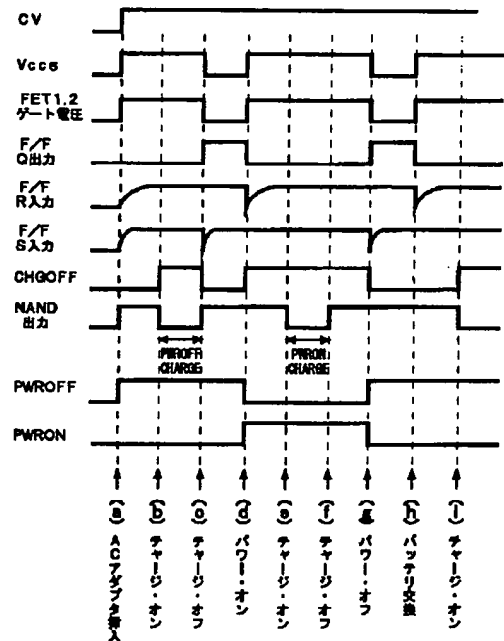 CV
Vccs
FET1,2
ゲート電圧
F/F
Q出力
F/F
R入力
F/F
S入力
CHGOFF
NAND
出力
PWROFF
CHARGE
PWRON
CHARGE
PWROFF
PWRON
(a) ACアダプタ挿入
(b) チャージ・オン
(c) チャージ・オフ
(d) パワー・オン
(e) チャージ・オン
(f) チャージ・オフ
(g) パワー・オフ
(h) バッテリ交換
(i) チャージ・オン